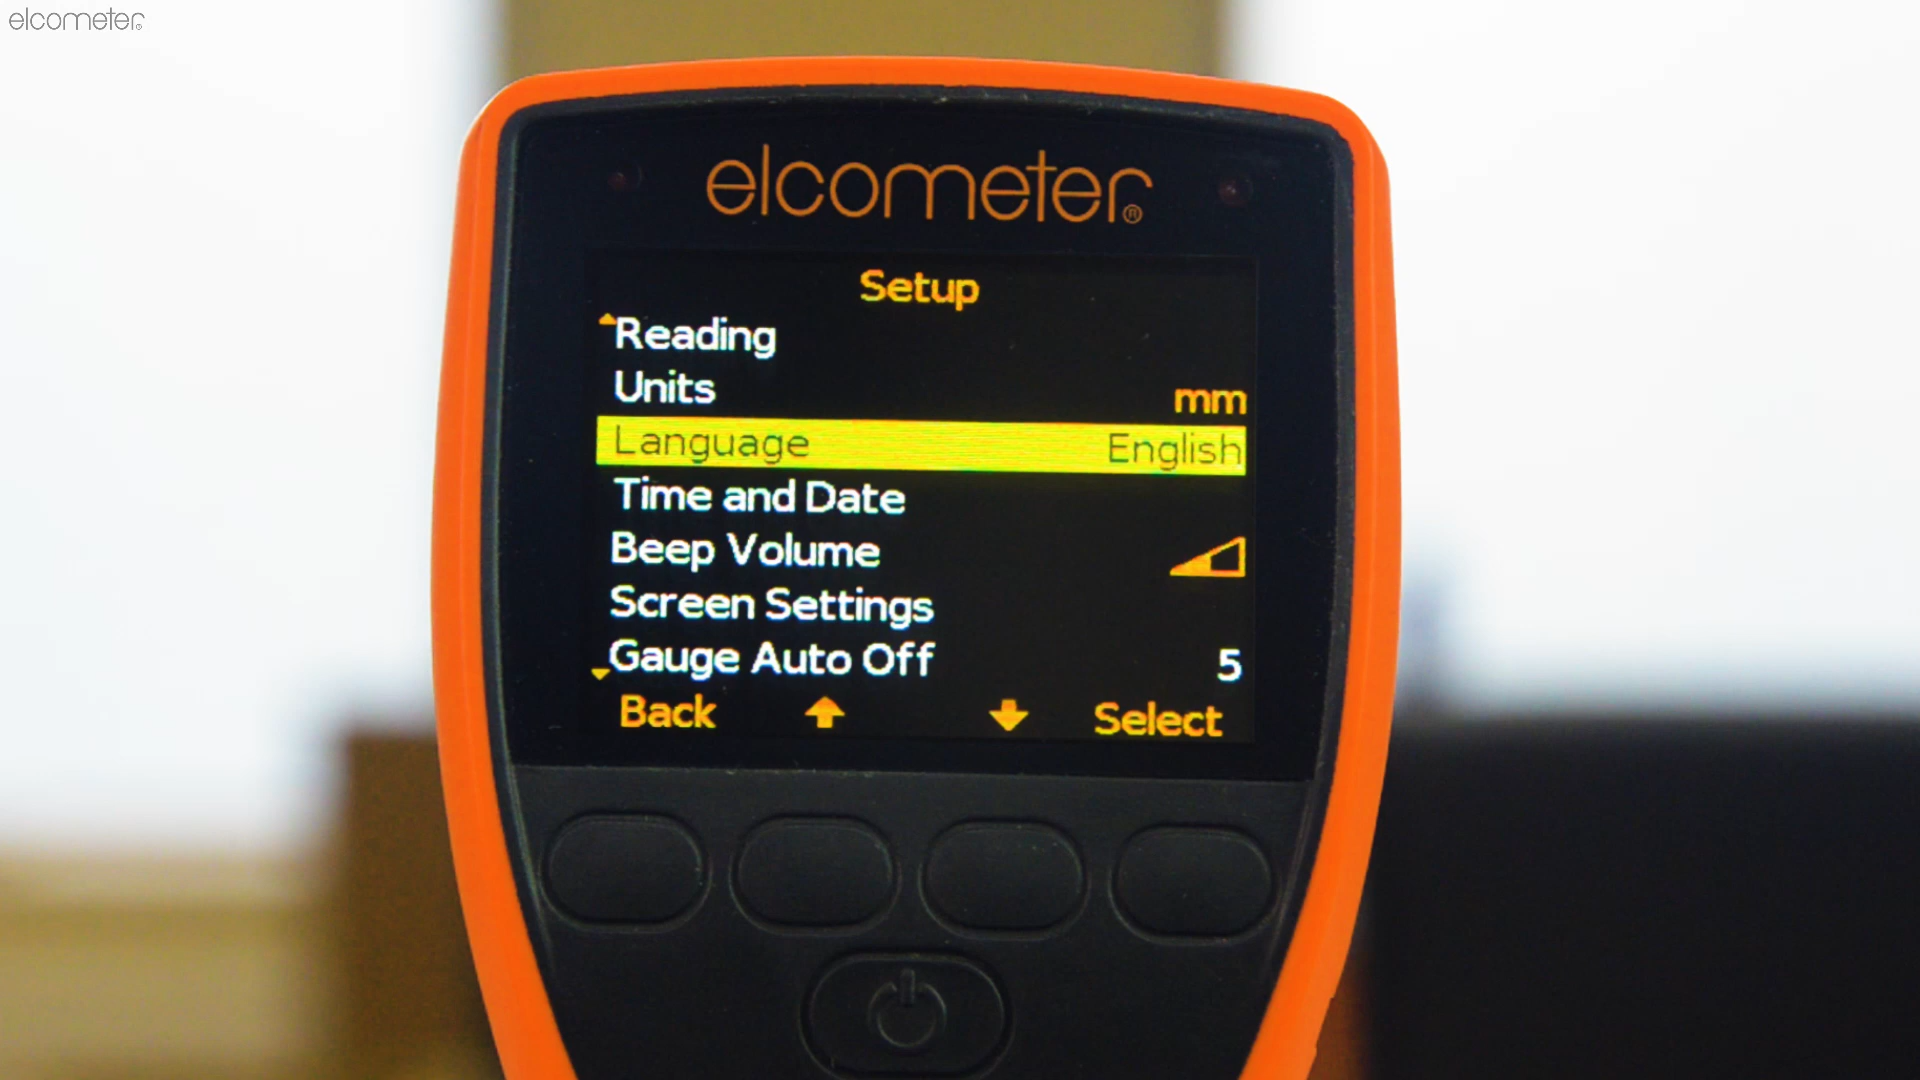 elcometer
elcometer®
Setup
Reading
Units mm
Language English
Time and Date
Beep Volume
Screen Settings
Gauge Auto Off 5
Back Select